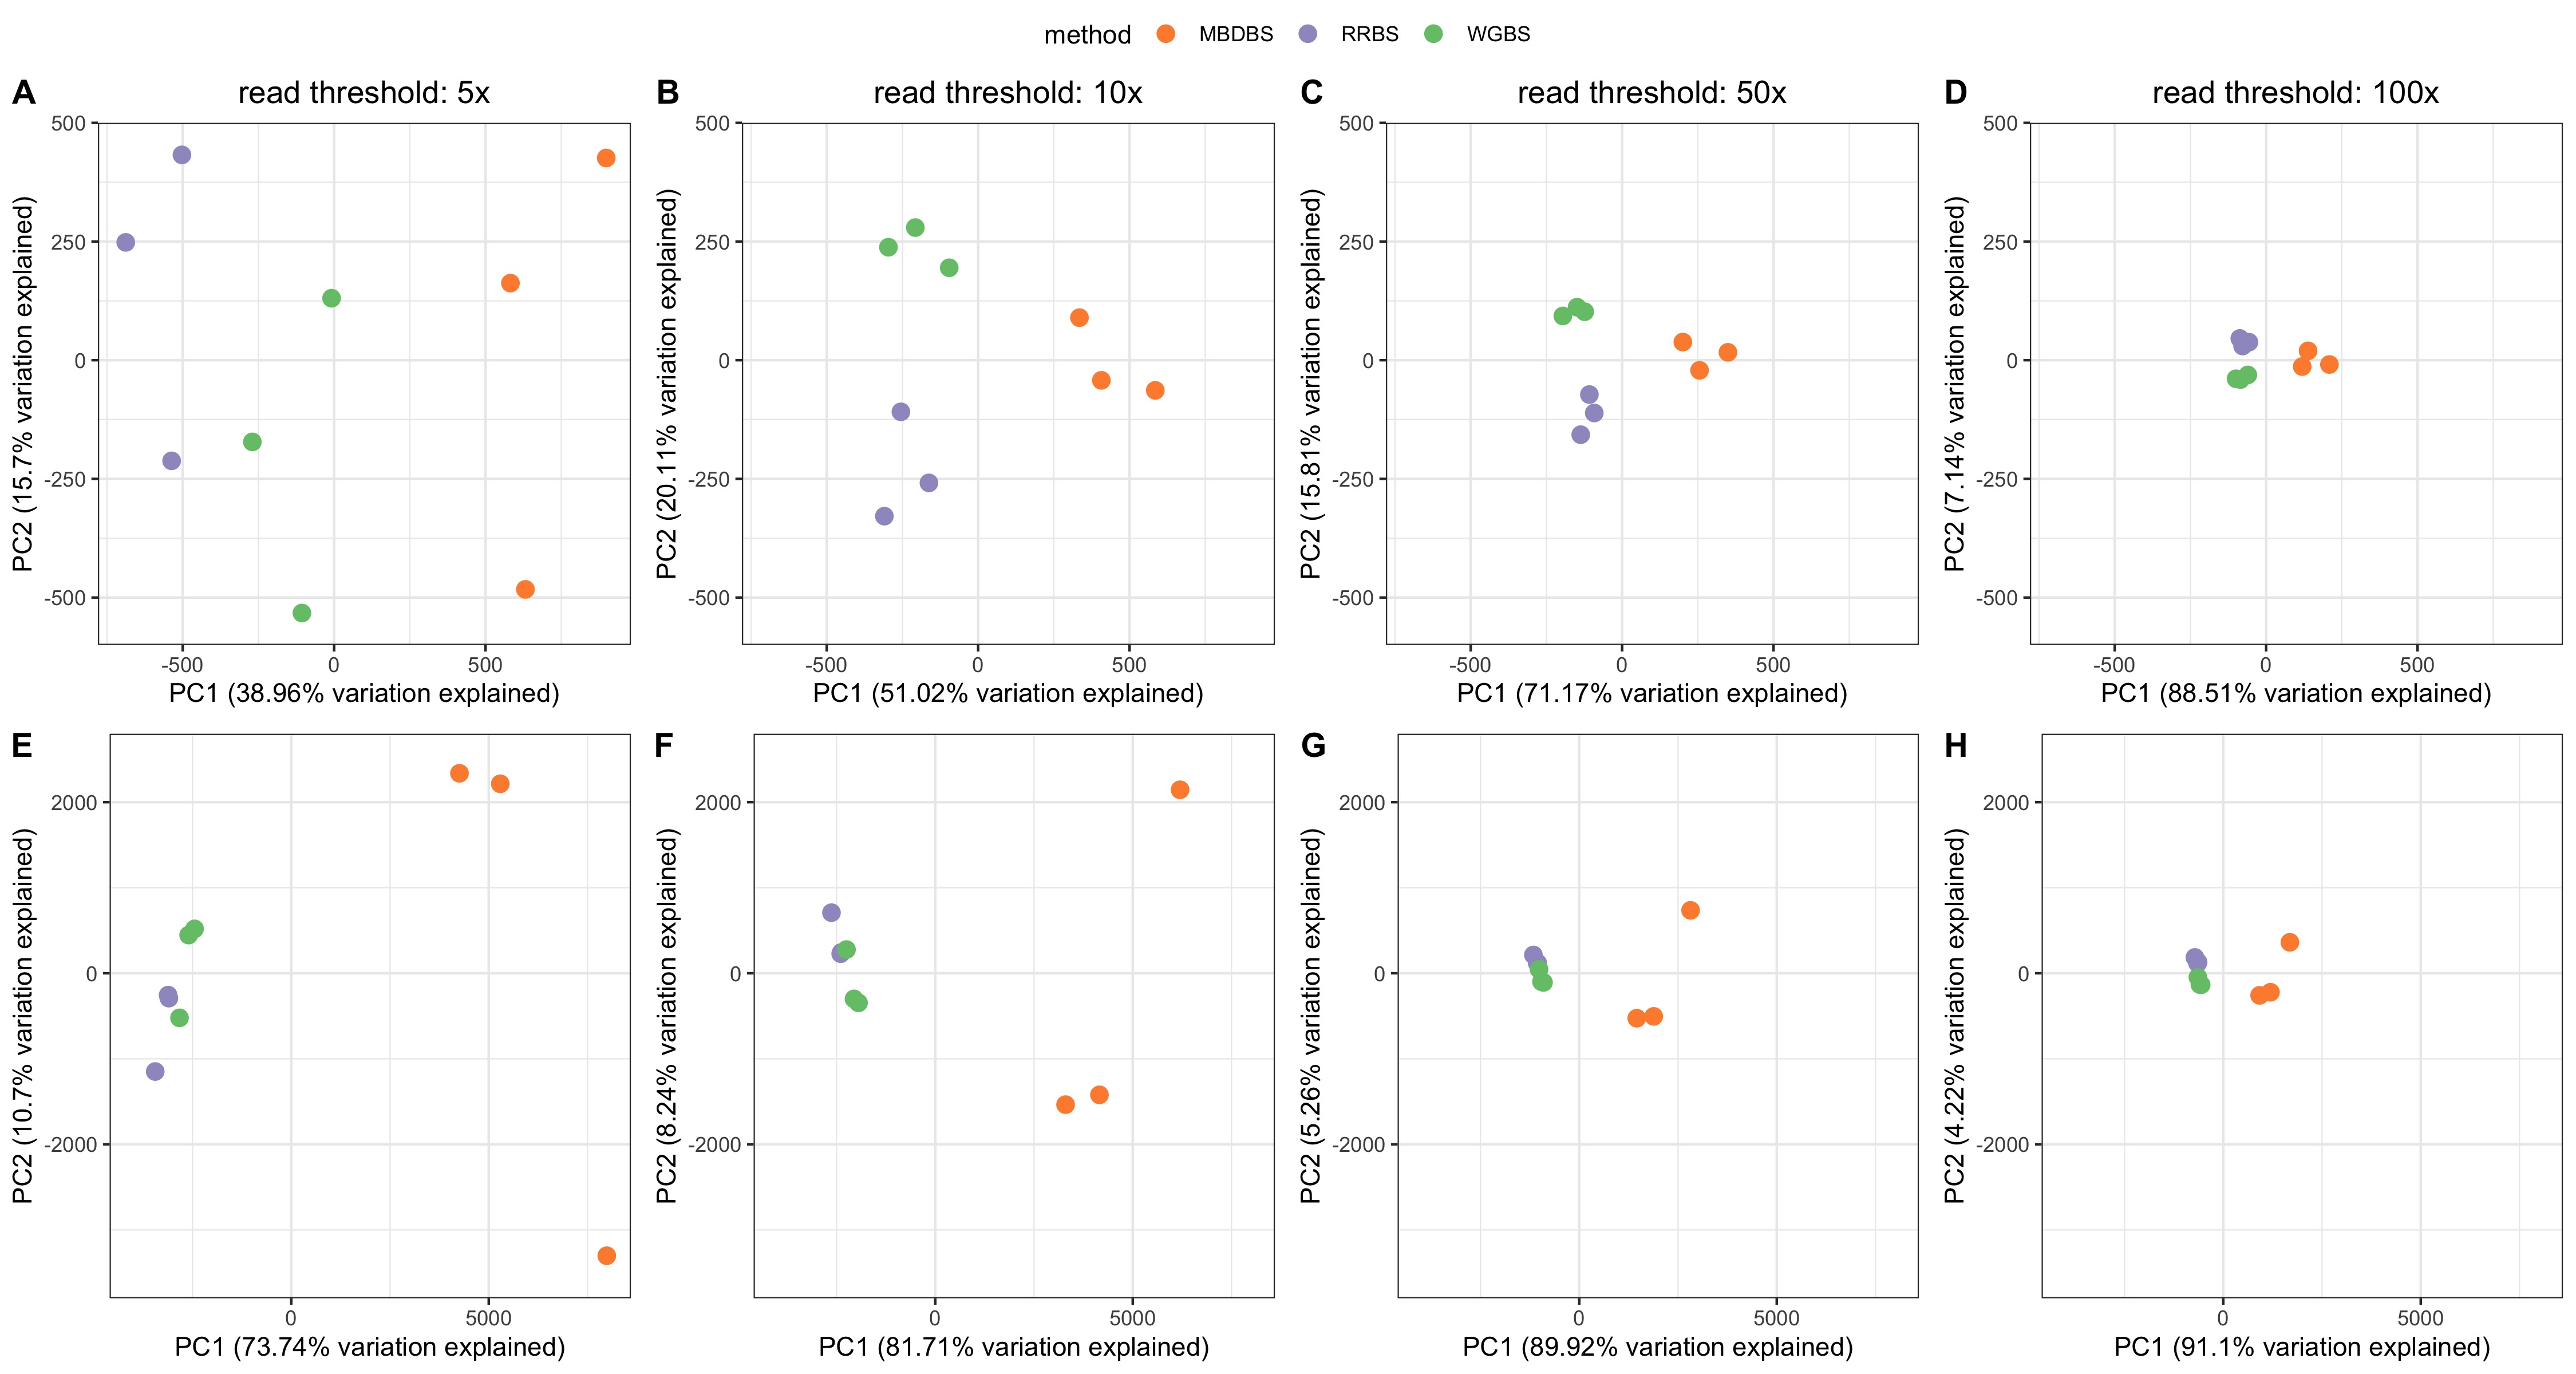 method MBDBS RRBS WGBS
A read threshold: 5x B read threshold: 10x C read threshold: 50x D read threshold: 100x
500 500 500 500
250 250 250 250
0 0 0 0
-250 -250 -250 -250
-500 -500 -500 -500
PC2 (15.7% variation explained)
PC2 (20.11% variation explained)
PC2 (15.81% variation explained)
PC2 (7.14% variation explained)
-500 0 500 -500 0 500 -500 0 500 -500 0 500
PC1 (38.96% variation explained) PC1 (51.02% variation explained) PC1 (71.17% variation explained) PC1 (88.51% variation explained)
E F G H
2000 2000 2000 2000
0 0 0 0
-2000 -2000 -2000 -2000
PC2 (10.7% variation explained)
PC2 (8.24% variation explained)
PC2 (5.26% variation explained)
PC2 (4.22% variation explained)
0 5000 0 5000 0 5000 0 5000
PC1 (73.74% variation explained) PC1 (81.71% variation explained) PC1 (89.92% variation explained) PC1 (91.1% variation explained)